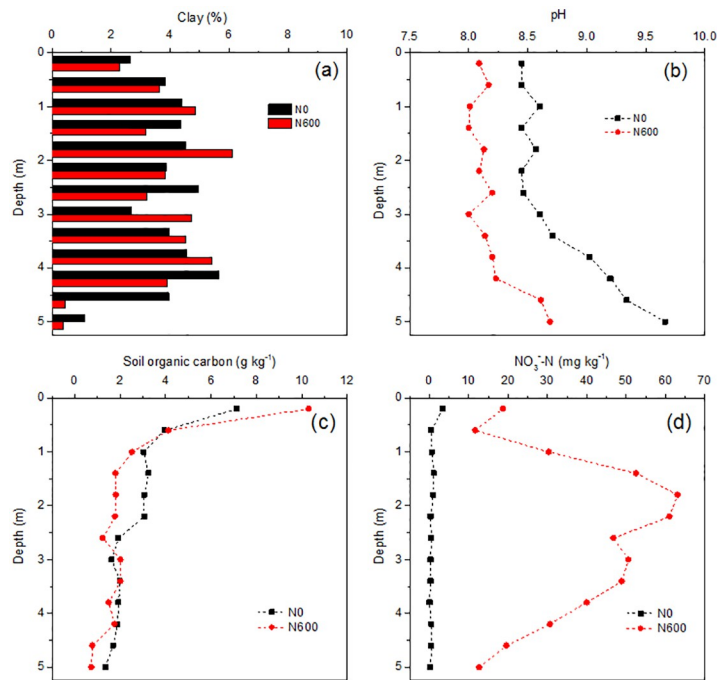 Clay (%)
0 2 4 6 8 10
0
1
2
3
4
5
Depth (m)
(a)
N0
N600
pH
7.5 8.0 8.5 9.0 9.5 10.0
0
1
2
3
4
5
Depth (m)
(b)
N0
N600
Soil organic carbon (g kg⁻¹)
0 2 4 6 8 10 12
0
1
2
3
4
5
Depth (m)
(c)
N0
N600
NO₃⁻-N (mg kg⁻¹)
0 10 20 30 40 50 60 70
0
1
2
3
4
5
Depth (m)
(d)
N0
N600